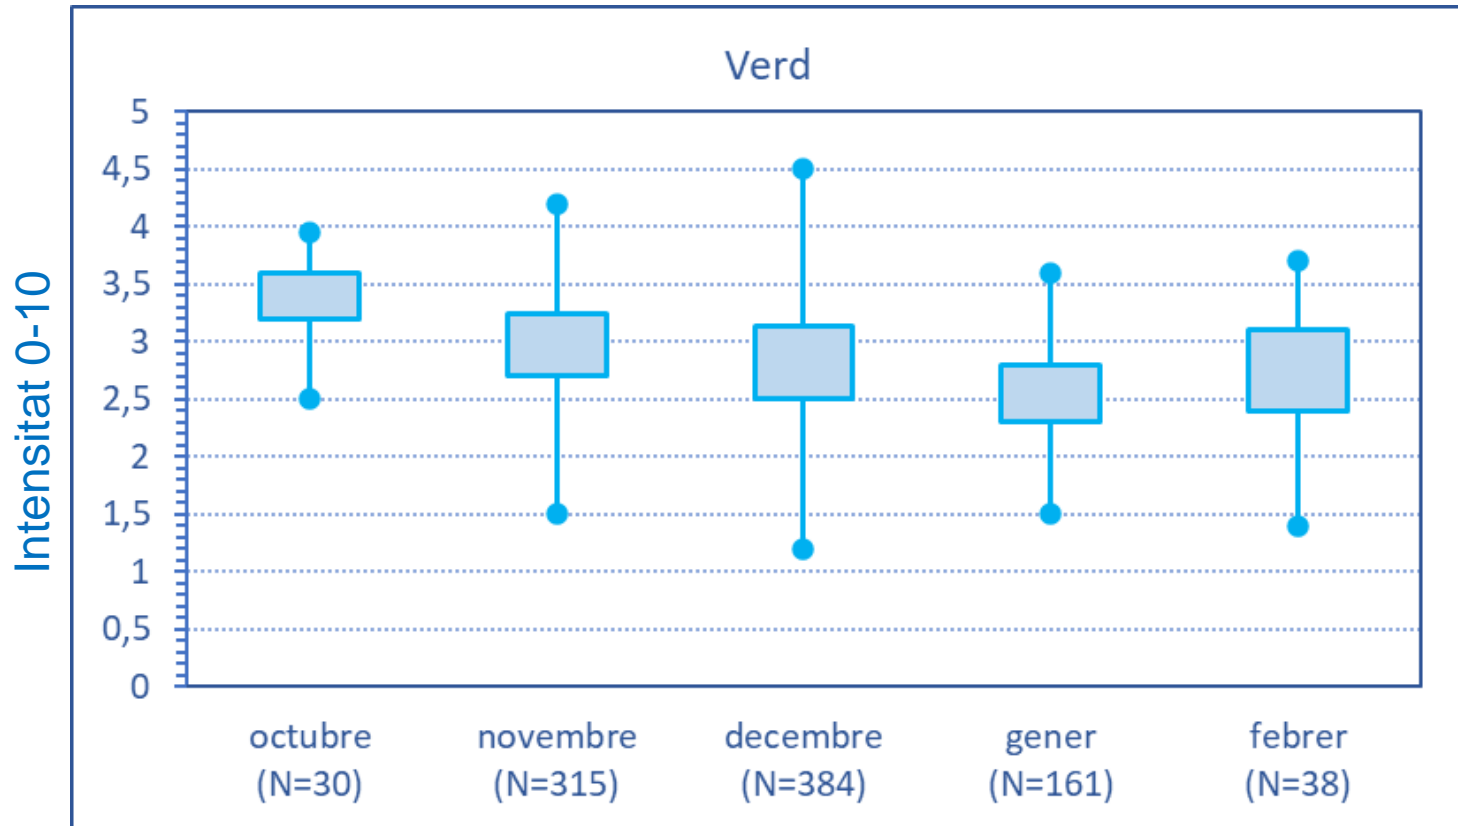 Verd
Intensitat 0-10
5
4,5
4
3,5
3
2,5
2
1,5
1
0,5
0
octubre novembre decembre gener febrer
(N=30) (N=315) (N=384) (N=161) (N=38)